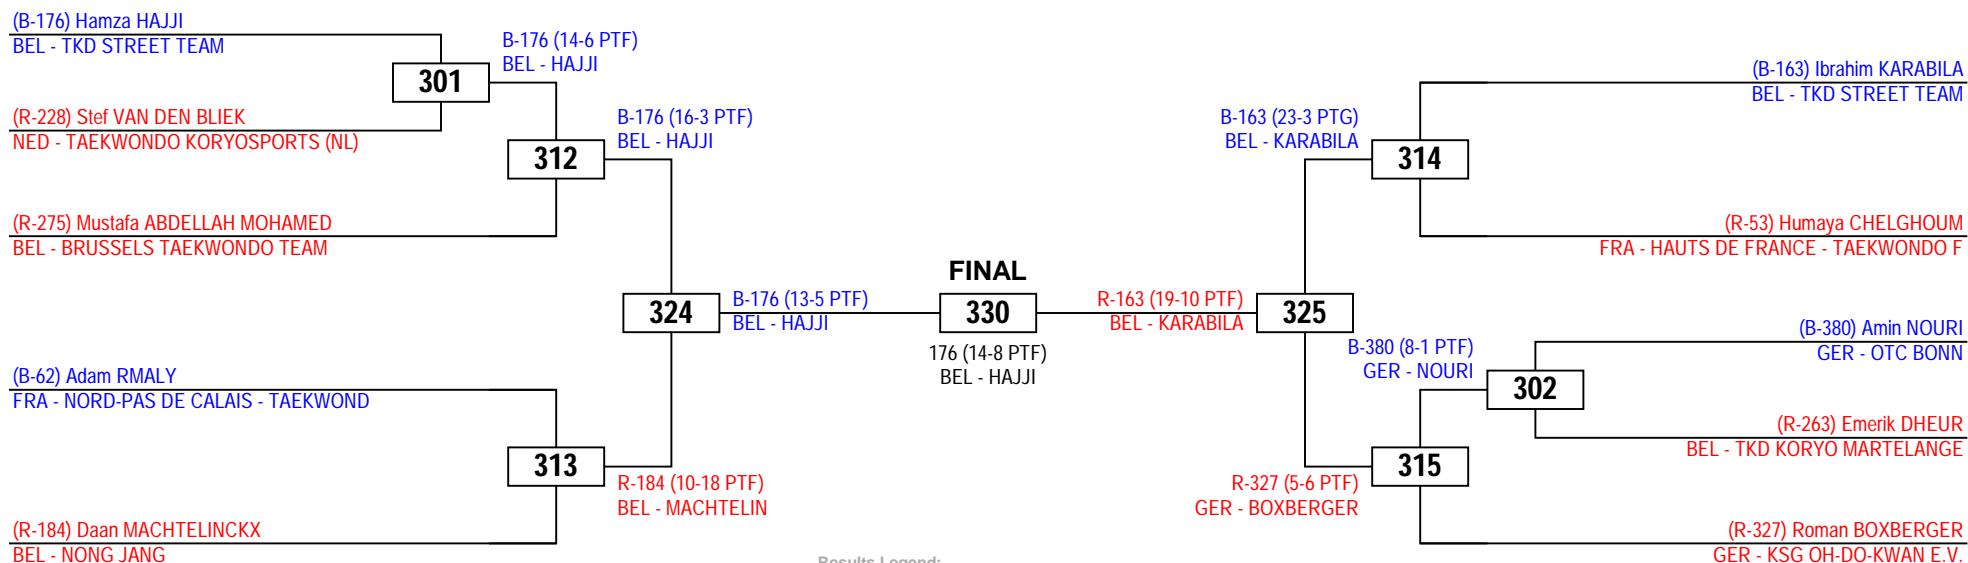 (B-176) Hamza HAJJI
BEL - TKD STREET TEAM
301
B-176 (14-6 PTF)
BEL - HAJJI
(R-228) Stef VAN DEN BLIEK
NED - TAEKWONDO KORYOSPORTS (NL)
312
B-176 (16-3 PTF)
BEL - HAJJI
(R-275) Mustafa ABDELLAH MOHAMED
BEL - BRUSSELS TAEKWONDO TEAM
324
B-176 (13-5 PTF)
BEL - HAJJI
(B-62) Adam RMALY
FRA - NORD-PAS DE CALAIS - TAEKWOND
313
R-184 (10-18 PTF)
BEL - MACHTELIN
(R-184) Daan MACHTELINCKX
BEL - NONG JANG
FINAL
330
176 (14-8 PTF)
BEL - HAJJI
(B-163) Ibrahim KARABILA
BEL - TKD STREET TEAM
B-163 (23-3 PTG)
BEL - KARABILA
314
(R-53) Humaya CHELGHOUM
FRA - HAUTS DE FRANCE - TAEKWONDO F
R-163 (19-10 PTF)
BEL - KARABILA
325
(B-380) Amin NOURI
GER - OTC BONN
B-380 (8-1 PTF)
GER - NOURI
302
(R-263) Emerik DHEUR
BEL - TKD KORYO MARTELANGE
315
R-327 (5-6 PTF)
GER - BOXBERGER
(R-327) Roman BOXBERGER
GER - KSG OH-DO-KWAN E.V.
Results Legend: